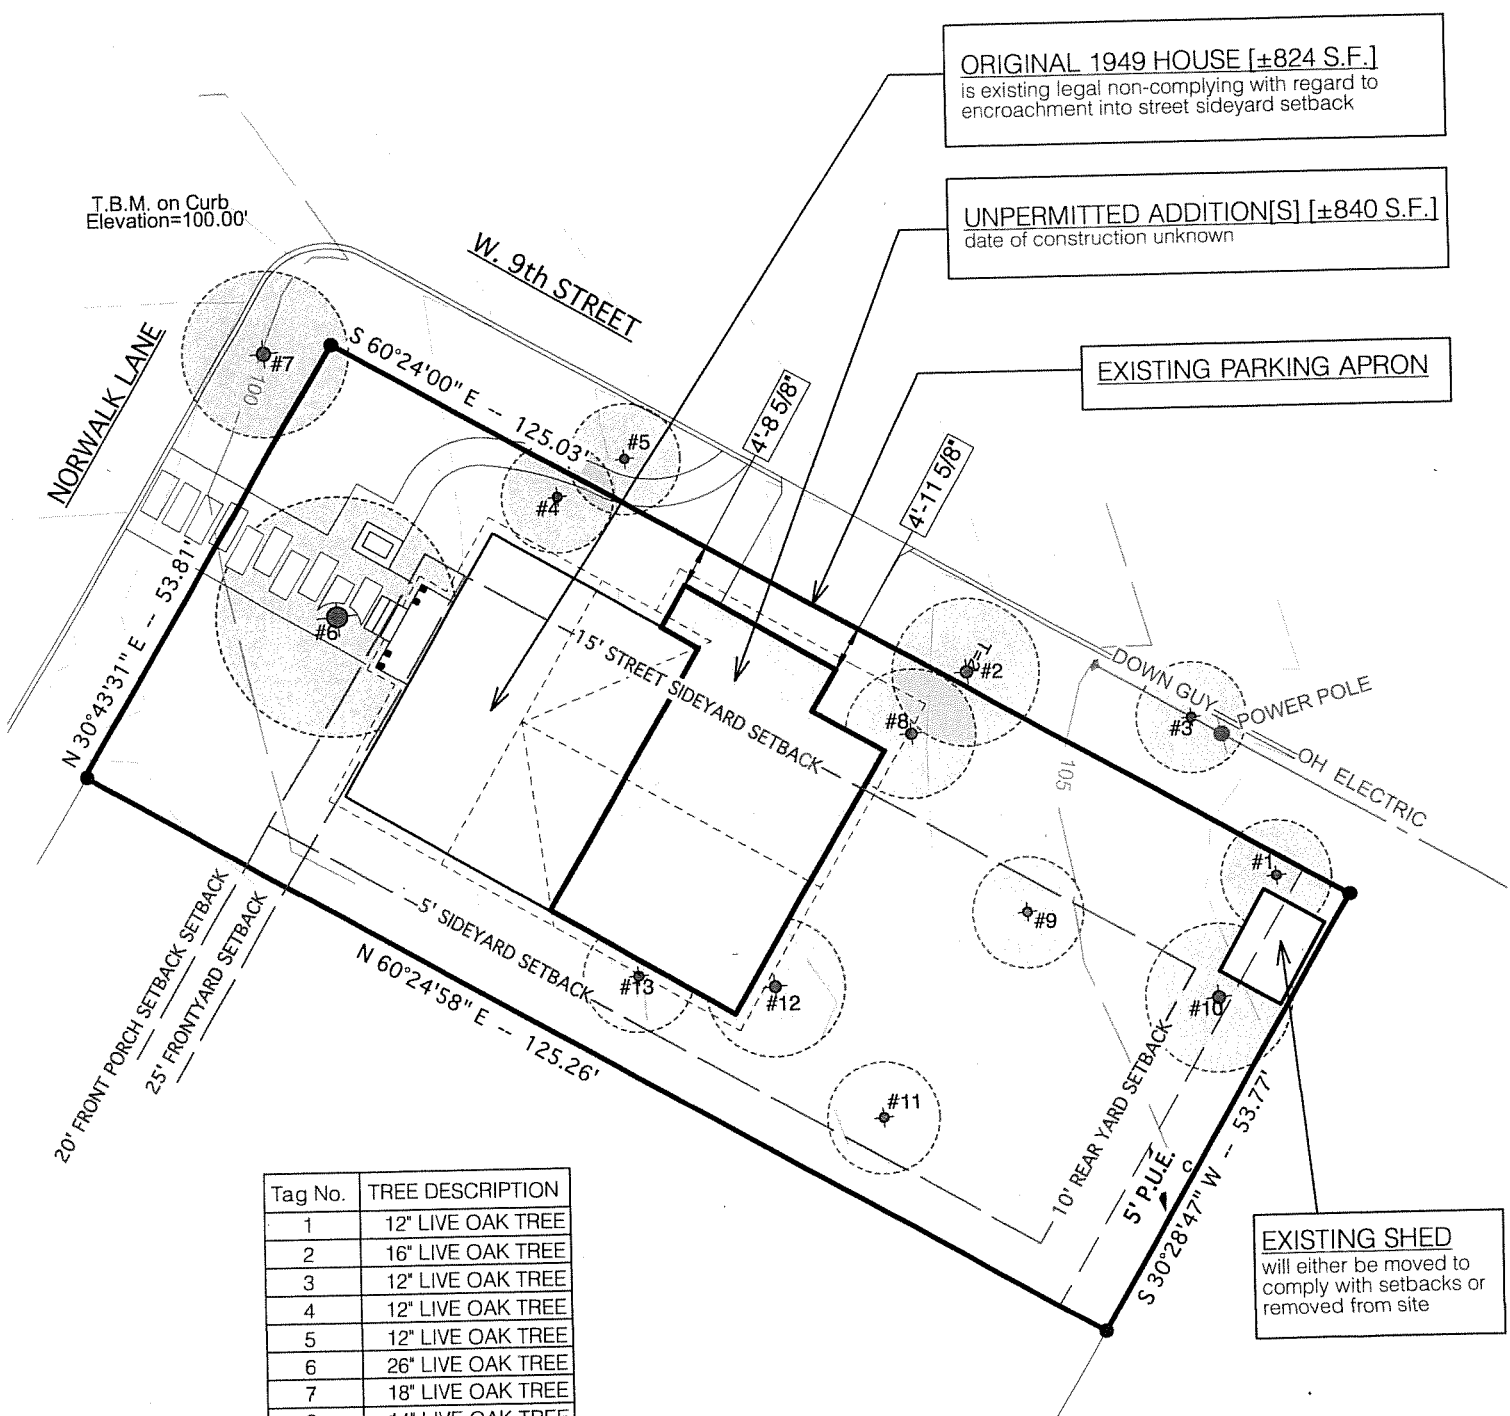 ORIGINAL 1949 HOUSE [±824 S.F.]
is existing legal non-complying with regard to
encroachment into street sideyard setback
UNPERMITTED ADDITION[S] [±840 S.F.]
date of construction unknown
EXISTING PARKING APRON
T.B.M. on Curb
Elevation=100.00'
W. 9th STREET
NORWALK LANE
S 60°24'00" E -- 125.03'
4'-8 5/8"
4'-11 5/8"
#7
100
#5
#4
#6
N 30°43'31" E -- 53.81'
15' STREET SIDEYARD SETBACK
#2
#8
DOWN GUY
#3
POWER POLE
OH ELECTRIC
105
#1
#9
#10
#13
#12
#11
5' SIDEYARD SETBACK
N 60°24'58" E -- 125.26'
20' FRONT PORCH SETBACK SETBACK
25' FRONTYARD SETBACK
10' REAR YARD SETBACK
5' P.U.E.
S 30°28'47" W -- 53.77'
EXISTING SHED
will either be moved to
comply with setbacks or
removed from site
Tag No. TREE DESCRIPTION
1 12" LIVE OAK TREE
2 16" LIVE OAK TREE
3 12" LIVE OAK TREE
4 12" LIVE OAK TREE
5 12" LIVE OAK TREE
6 26" LIVE OAK TREE
7 18" LIVE OAK TREE
14" LIVE OAK TREE